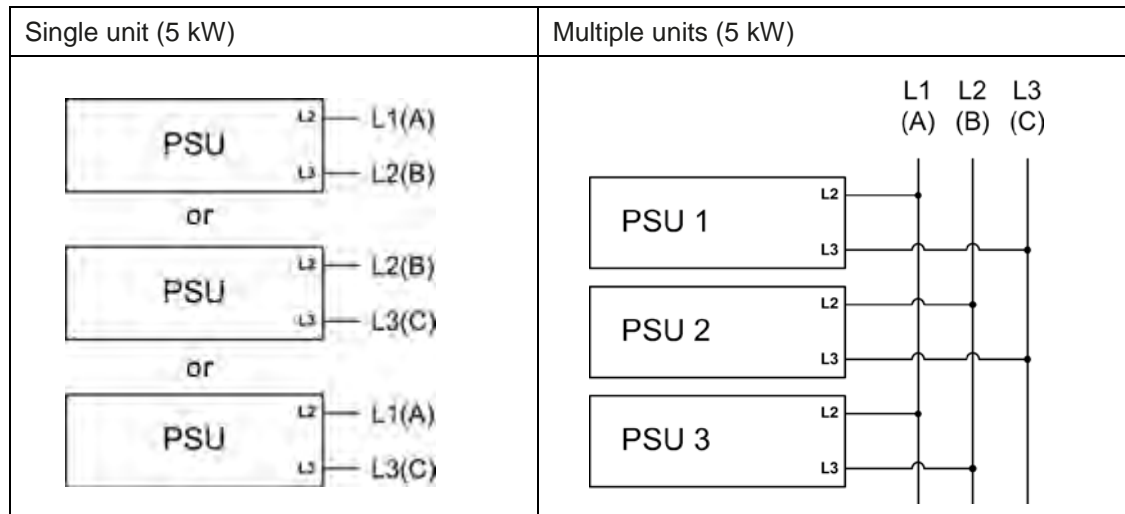 Single unit (5 kW)
PSU
L2
L1(A)
L3
L2(B)
or
PSU
L2
L2(B)
L3
L3(C)
or
PSU
L2
L1(A)
L3
L3(C)
Multiple units (5 kW)
L1 L2 L3
(A) (B) (C)
PSU 1
L2
L3
PSU 2
L2
L3
PSU 3
L2
L3